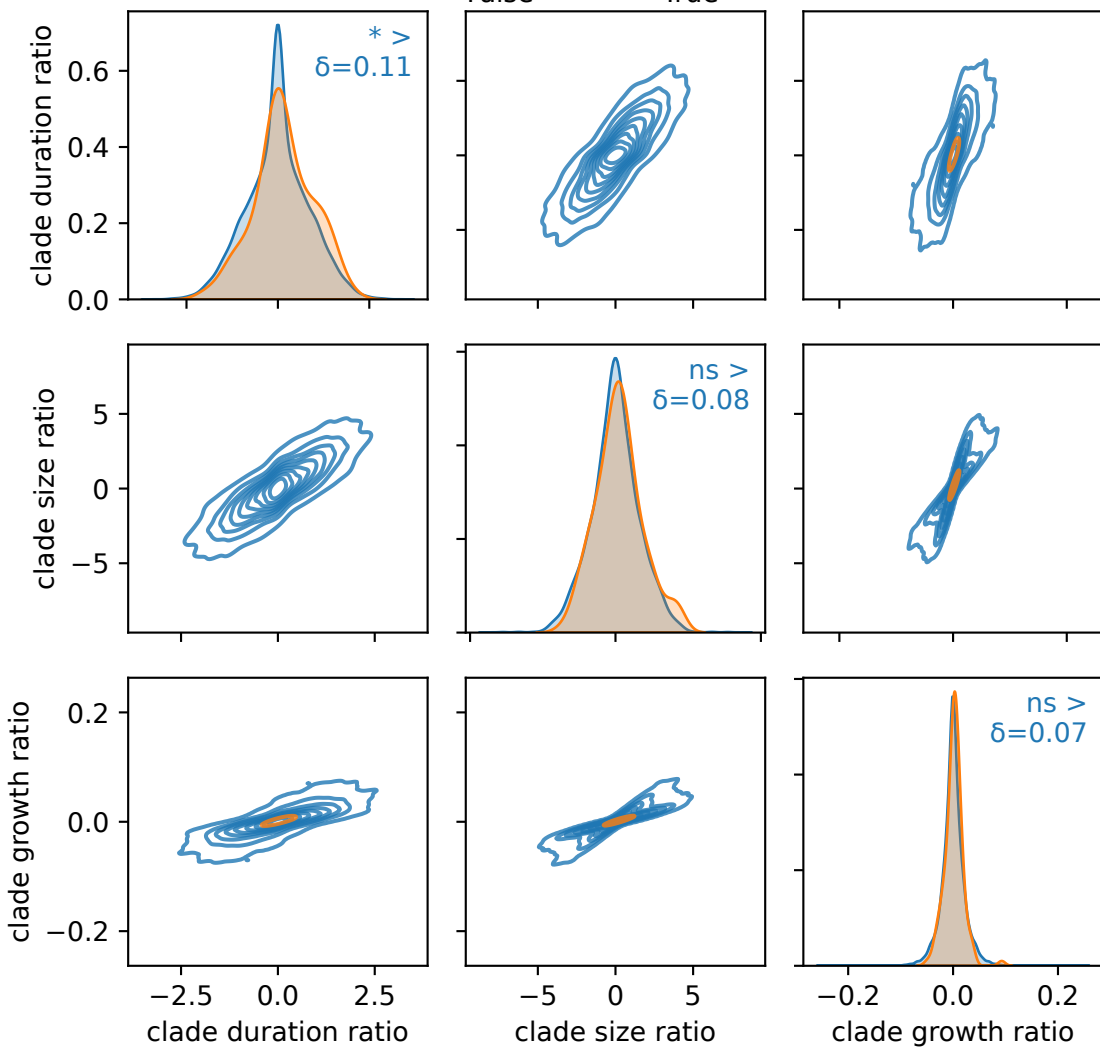 clade duration ratio
0.6
0.4
0.2
0.0
* >
δ=0.11
clade size ratio
5
0
−5
ns >
δ=0.08
clade growth ratio
0.2
0.0
−0.2
ns >
δ=0.07
−2.5 0.0 2.5
−5 0 5
−0.2 0.0 0.2
clade duration ratio
clade size ratio
clade growth ratio